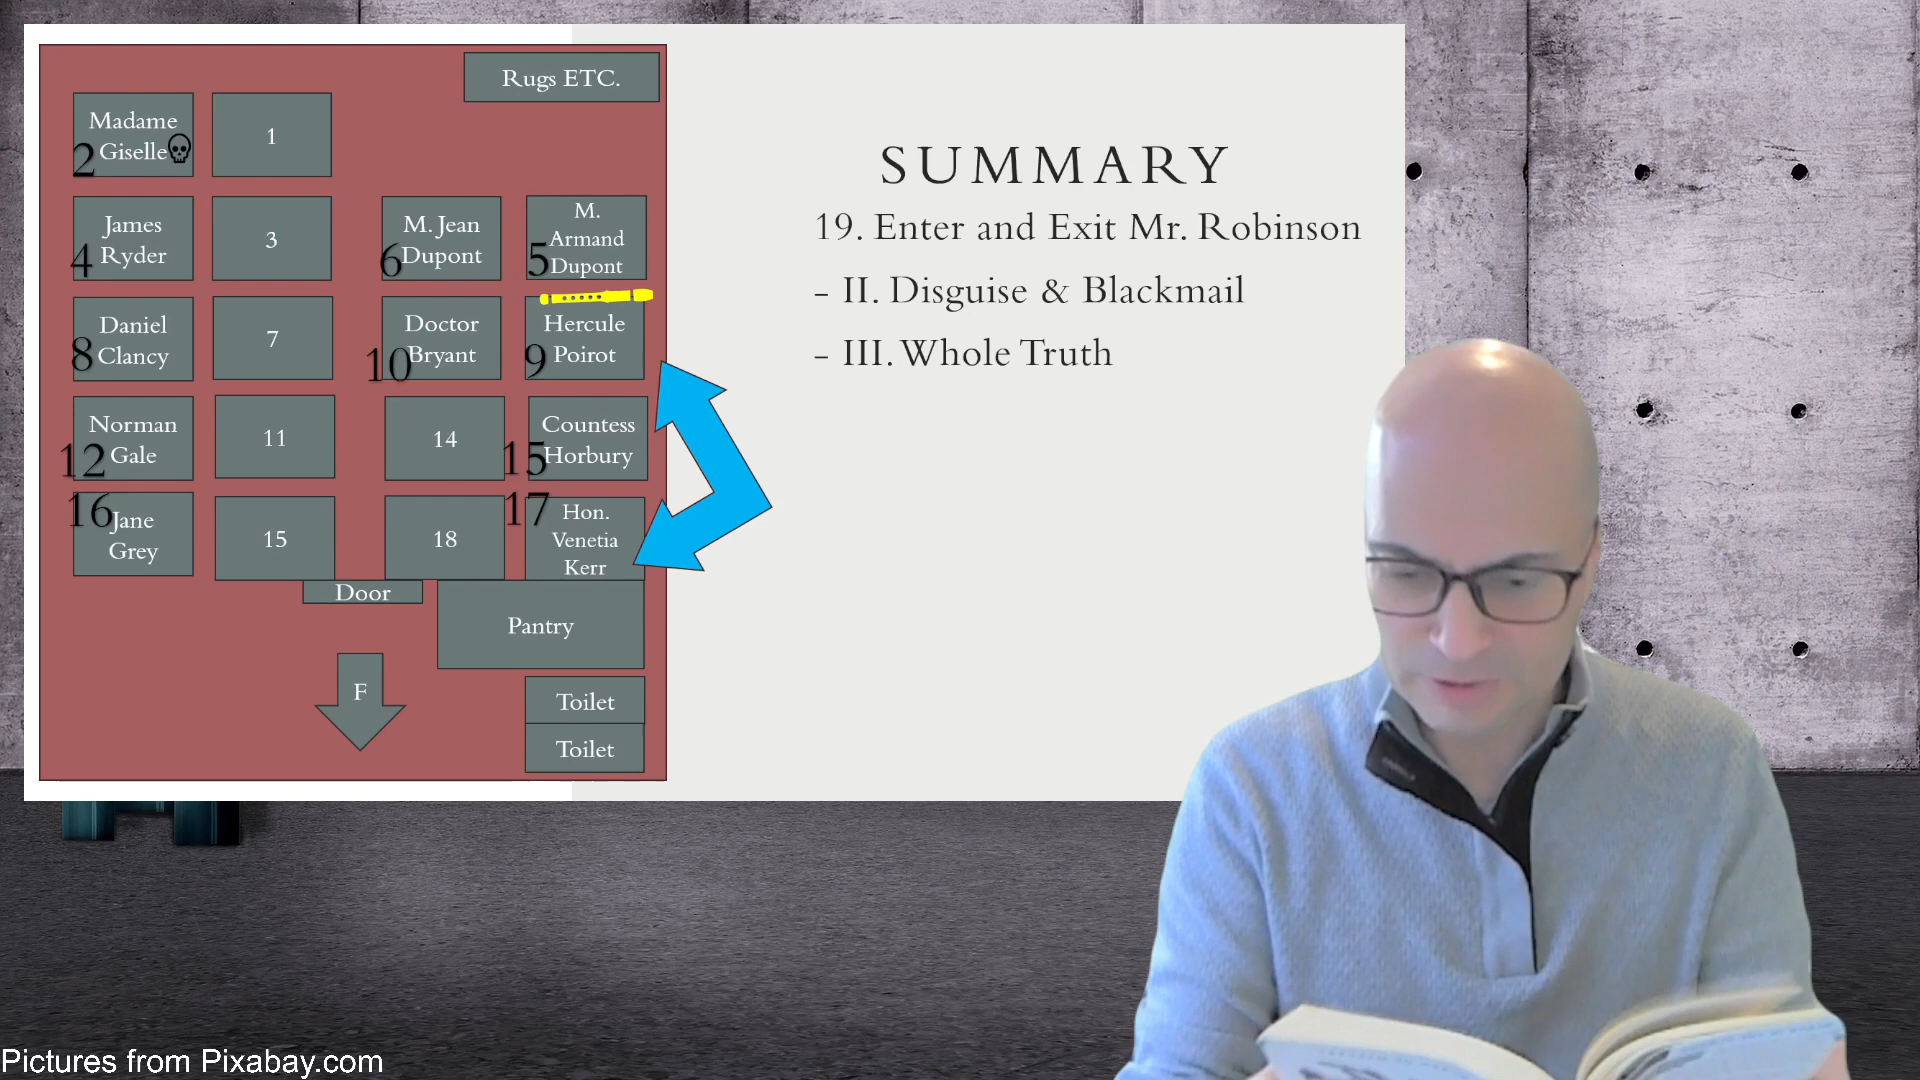 Rugs ETC.
Madame
Giselle
2
1
James
Ryder
4
3
M. Jean
Dupont
6
M.
Armand
Dupont
5
Daniel
Clancy
8
7
Doctor
Bryant
10
Hercule
Poirot
9
Norman
Gale
12
11
14
Countess
Horbury
15
16
Jane
Grey
15
18
17
Hon.
Venetia
Kerr
Door
Pantry
F
Toilet
Toilet
SUMMARY
19. Enter and Exit Mr. Robinson
- II. Disguise & Blackmail
- III. Whole Truth
Pictures from Pixabay.com